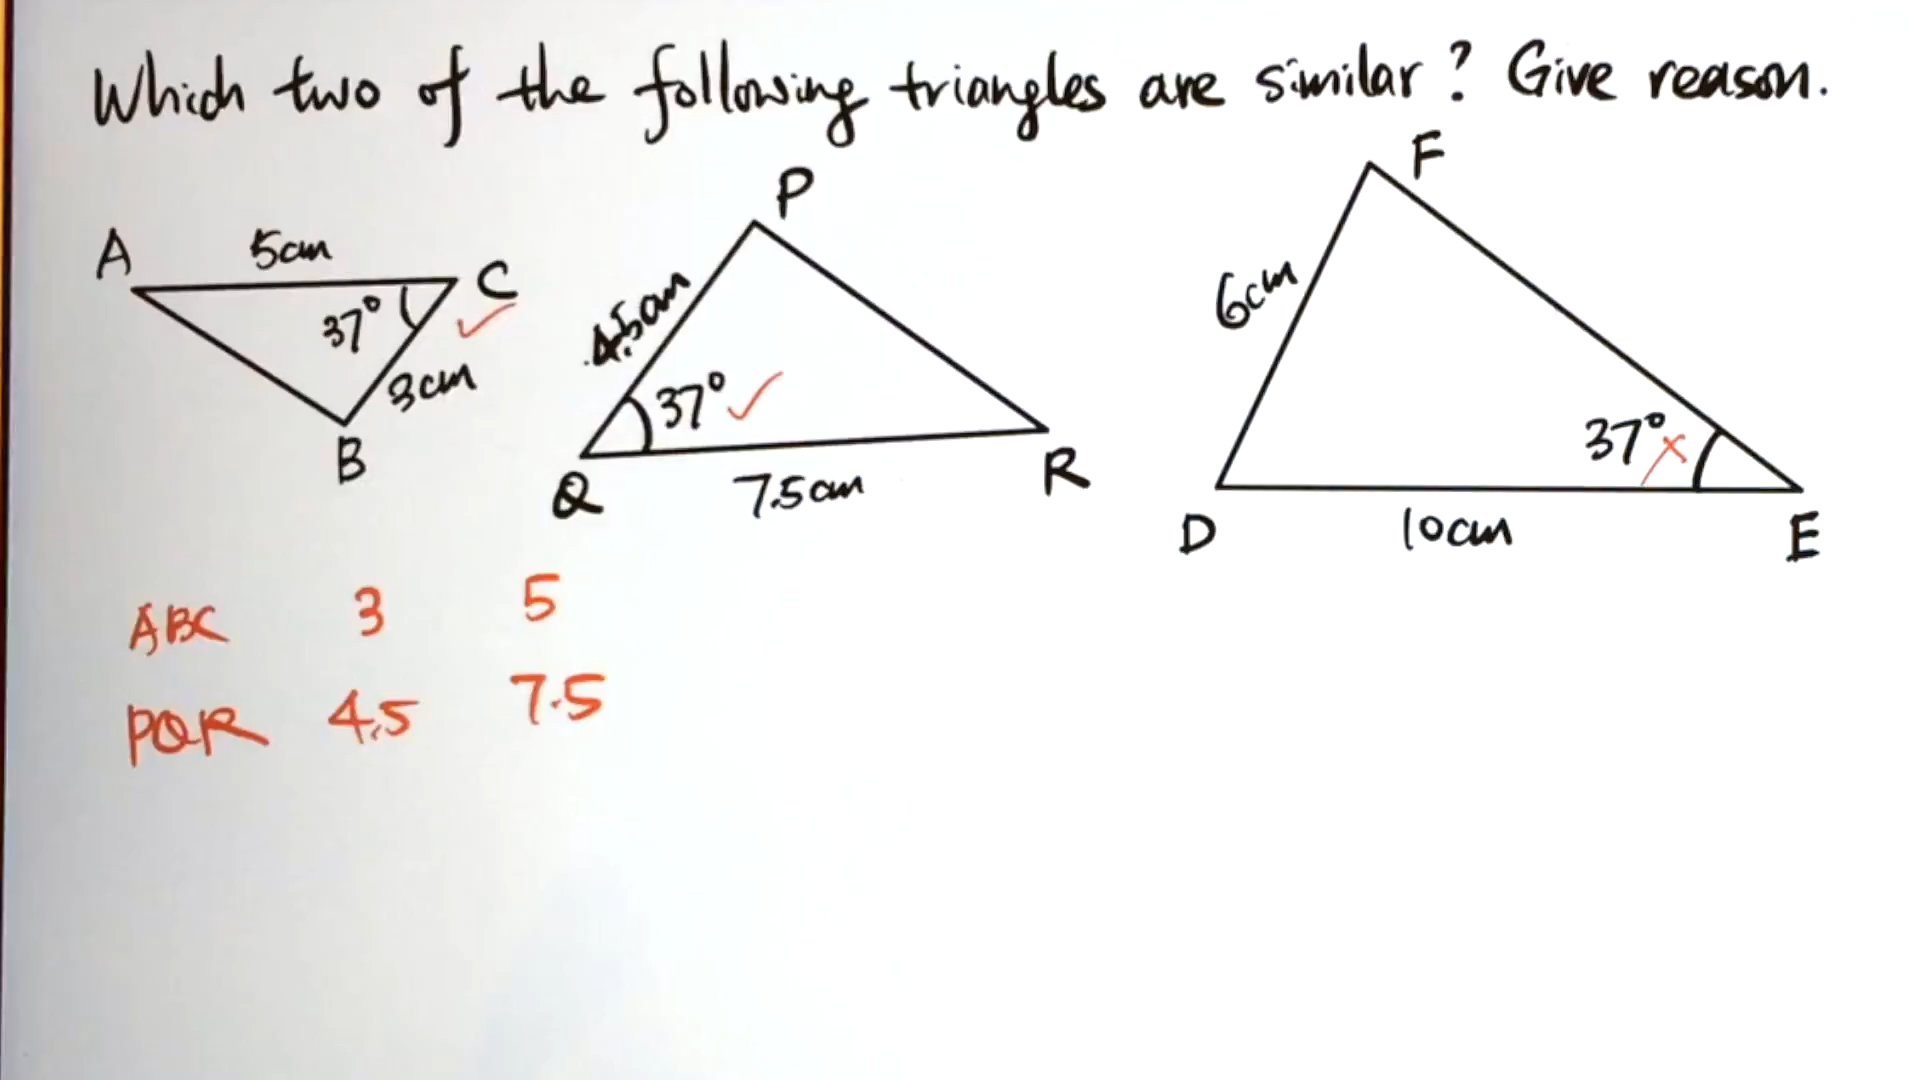 Which two of the following triangles are similar? Give reason.
F
P
A 5cm C
37°
3cm
B
4.5cm
37°
Q 7.5cm R
6cm
37°
D 10cm E
ABC 3 5
PQR 4.5 7.5